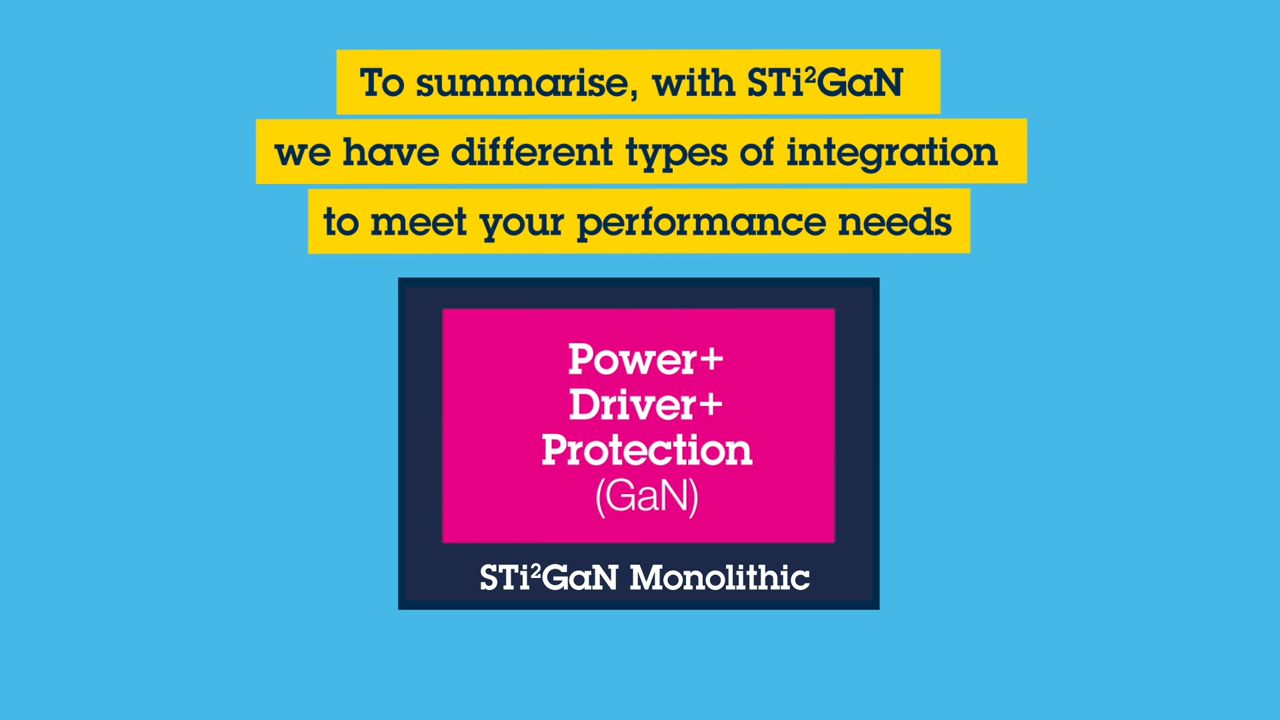 To summarise, with STi²GaN
we have different types of integration
to meet your performance needs
Power+
Driver+
Protection
(GaN)
STi²GaN Monolithic